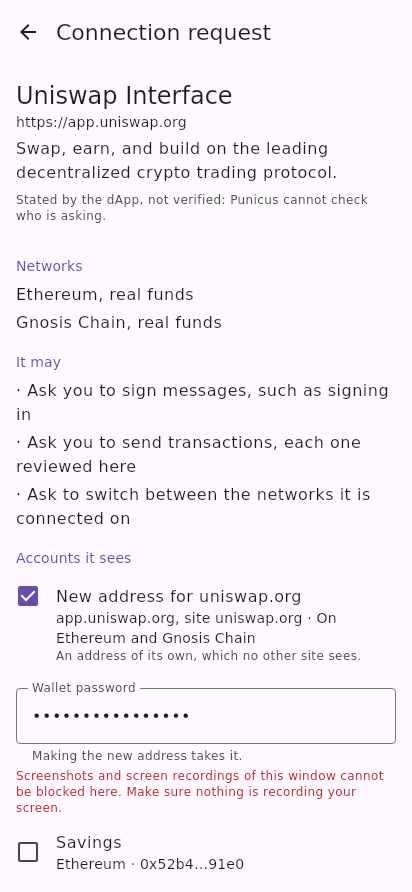 Connection request
Uniswap Interface
https://app.uniswap.org
Swap, earn, and build on the leading
decentralized crypto trading protocol.
Stated by the dApp, not verified: Punicus cannot check
who is asking.
Networks
Ethereum, real funds
Gnosis Chain, real funds
It may
· Ask you to sign messages, such as signing
in
· Ask you to send transactions, each one
reviewed here
· Ask to switch between the networks it is
connected on
Accounts it sees
New address for uniswap.org
app.uniswap.org, site uniswap.org · On
Ethereum and Gnosis Chain
An address of its own, which no other site sees.
Wallet password
••••••••••••••••
Making the new address takes it.
Screenshots and screen recordings of this window cannot
be blocked here. Make sure nothing is recording your
screen.
Savings
Ethereum · 0x52b4…91e0